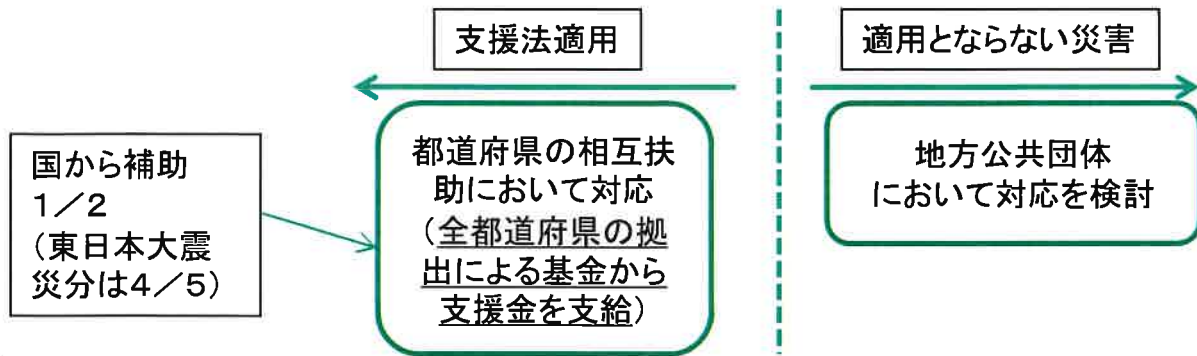 支援法適用
適用とならない災害
国から補助
1/2
(東日本大震
災分は4/5)
都道府県の相互扶
助において対応
(全都道府県の拠
出による基金から
支援金を支給)
地方公共団体
において対応を検討